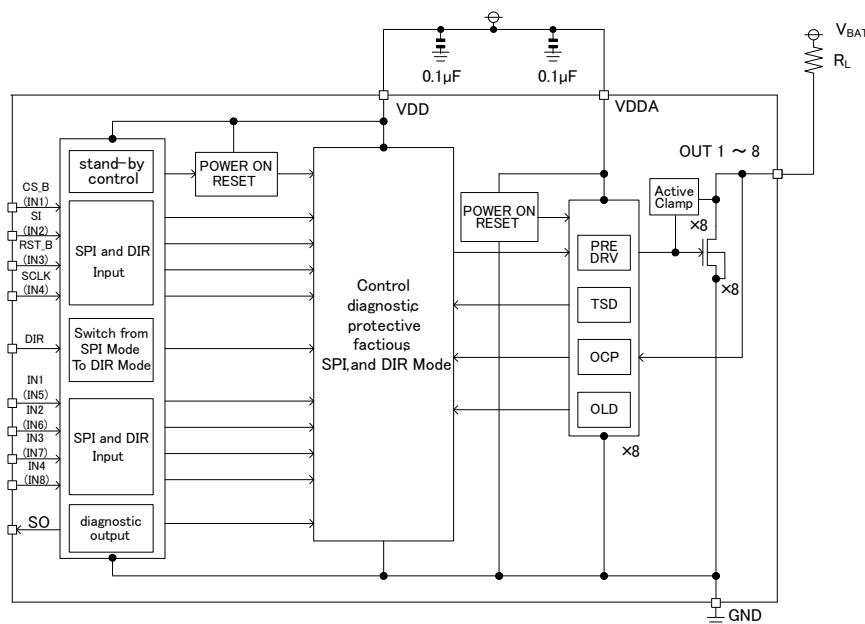 V_BAT
R_L
0.1μF
0.1μF
VDD
VDDA
OUT 1 ～ 8
stand-by
control
POWER ON
RESET
Active
Clamp
×8
CS_B
(IN1)
SI
(IN2)
RST_B
(IN3)
SCLK
(IN4)
SPI and DIR
Input
POWER ON
RESET
PRE
DRV
×8
Control
diagnostic
protective
factious
SPI,and DIR Mode
TSD
DIR
Switch from
SPI Mode
To DIR Mode
OCP
IN1
(IN5)
IN2
(IN6)
IN3
(IN7)
IN4
(IN8)
SPI and DIR
Input
OLD
×8
SO
diagnostic
output
GND